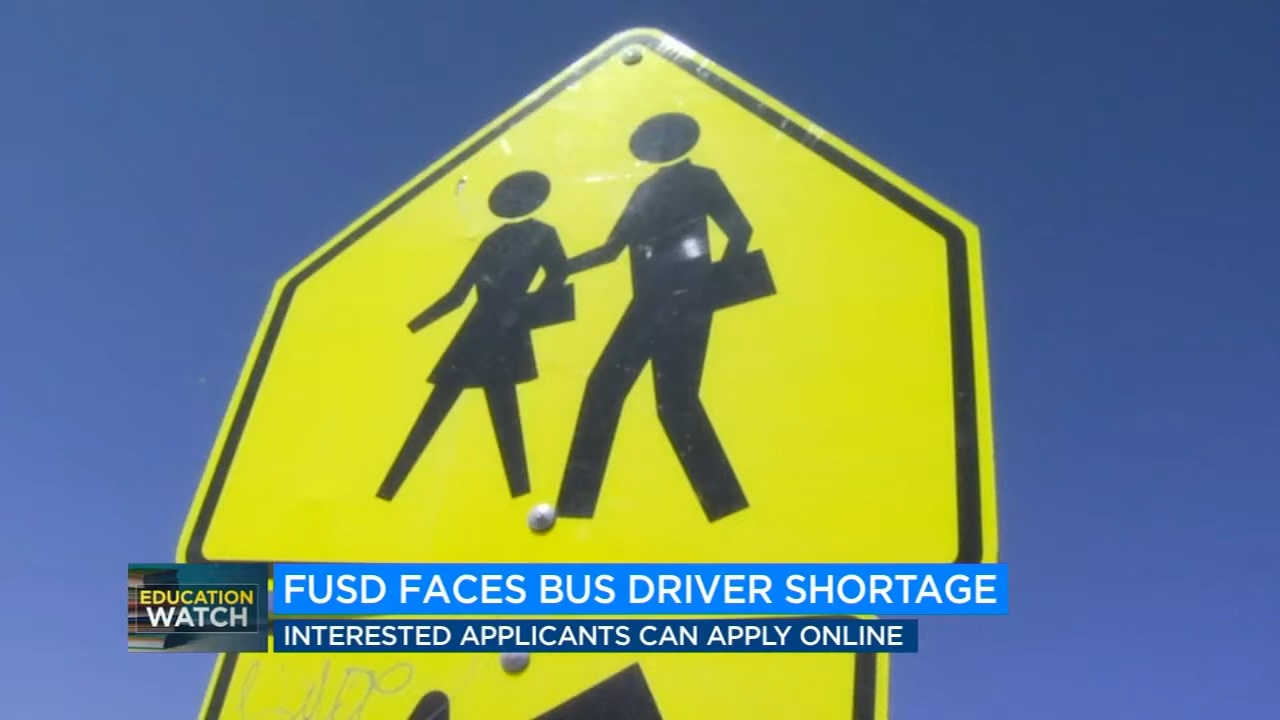 EDUCATION
WATCH
FUSD FACES BUS DRIVER SHORTAGE
INTERESTED APPLICANTS CAN APPLY ONLINE